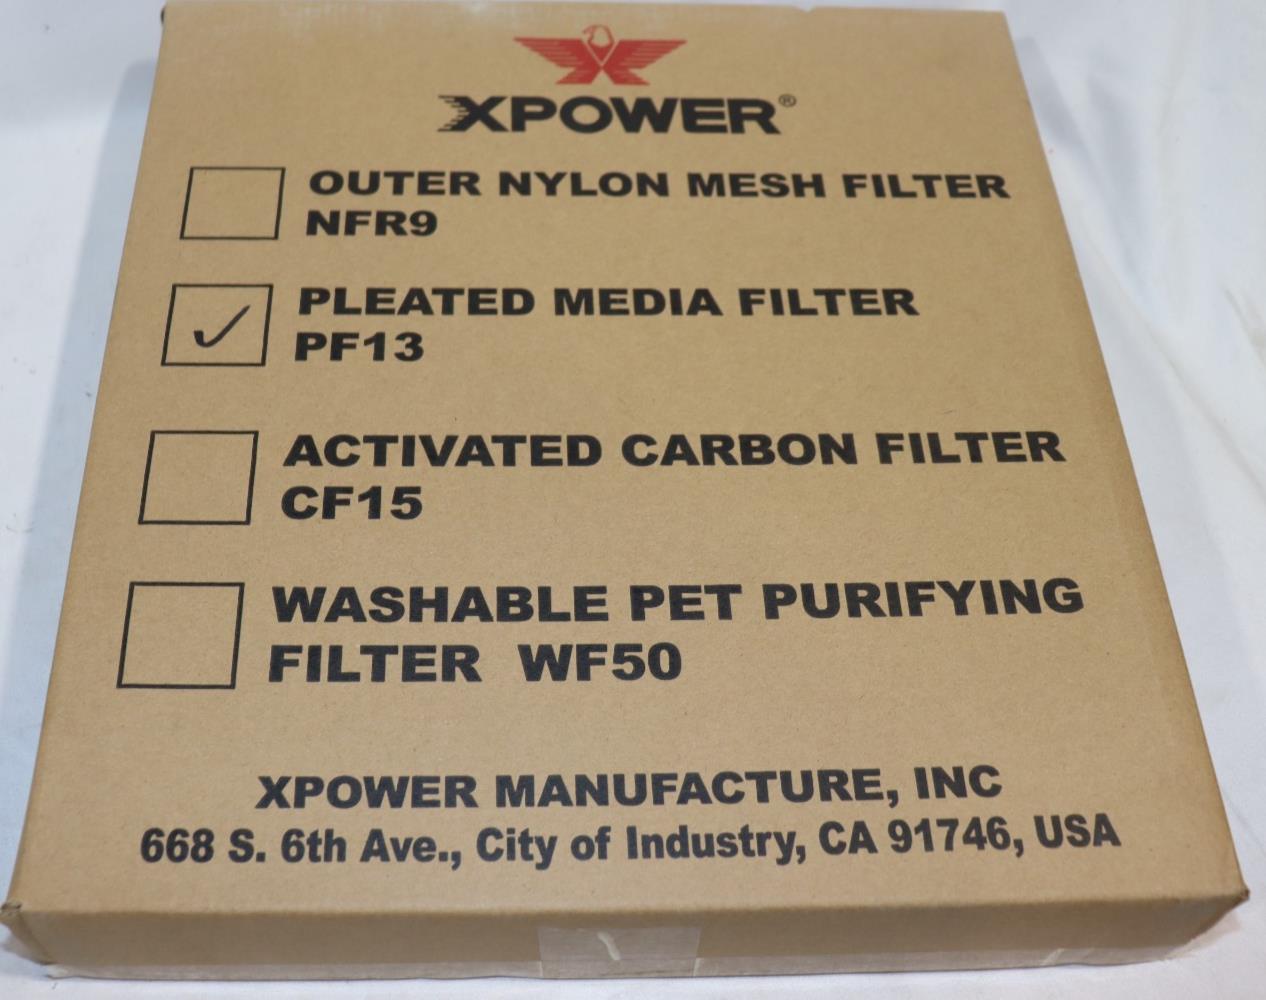 XPOWER®
OUTER NYLON MESH FILTER
NFR9
PLEATED MEDIA FILTER
PF13
ACTIVATED CARBON FILTER
CF15
WASHABLE PET PURIFYING
FILTER WF50
XPOWER MANUFACTURE, INC
668 S. 6th Ave., City of Industry, CA 91746, USA